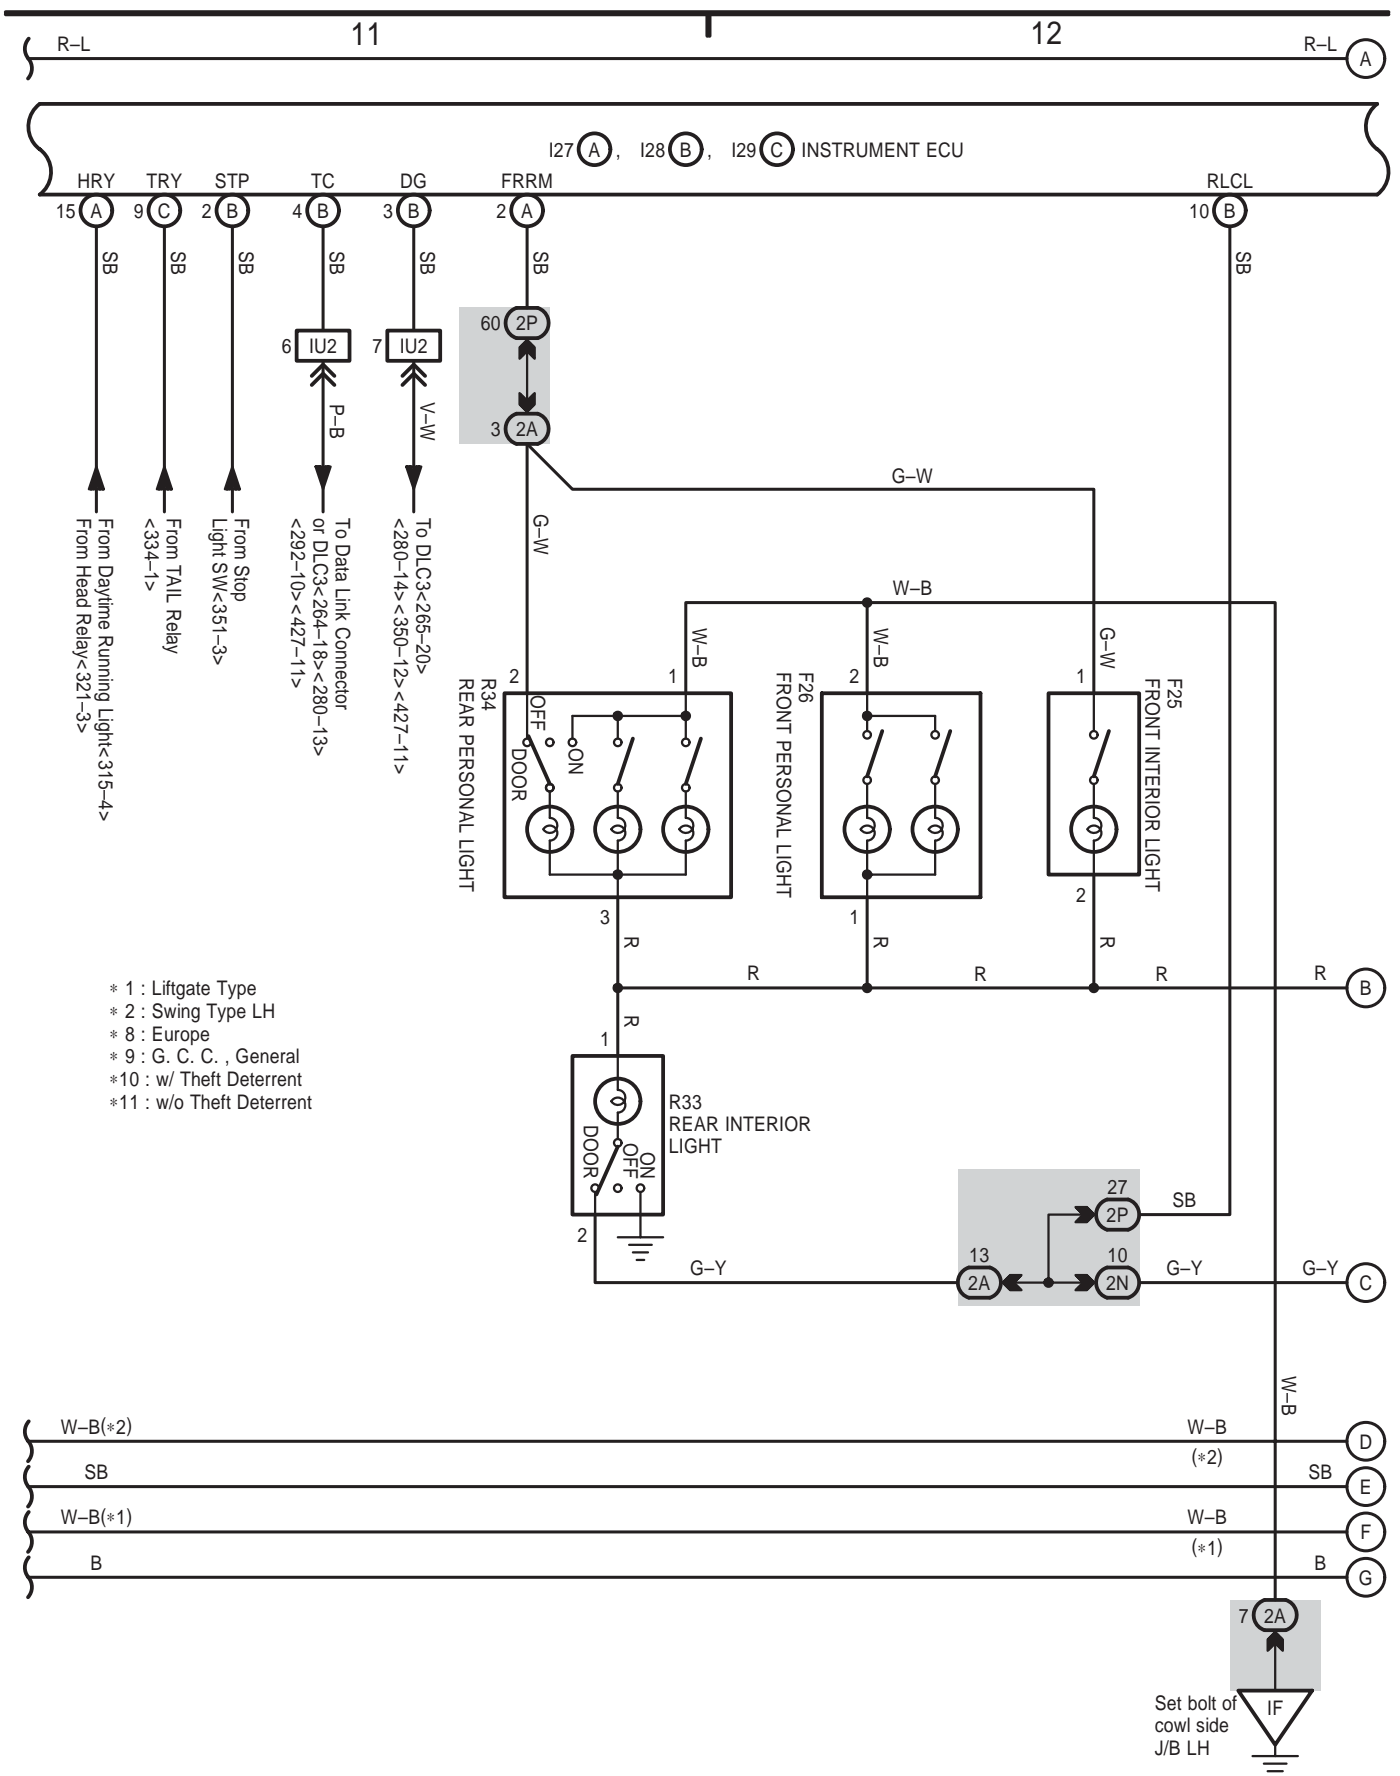 11
12
R–L
R–L
A
I27 A , I28 B , I29 C INSTRUMENT ECU
HRY
TRY
STP
TC
DG
FRRM
RLCL
15 A
9 C
2 B
4 B
3 B
2 A
10 B
SB
SB
SB
SB
SB
SB
SB
60 2P
6 IU2
7 IU2
P–B
V–W
3 2A
G–W
G–W
From Daytime Running Light<315–4>
From Head Relay<321–3>
From TAIL Relay
<334–1>
From Stop
Light SW<351–3>
To Data Link Connector
or DLC3<264–18><280–13>
<292–10><427–11>
To DLC3<265–20>
<280–14><350–12><427–11>
W–B
W–B
W–B
G–W
2
1
2
1
R34
REAR PERSONAL LIGHT
OFF
DOOR
ON
F26
FRONT PERSONAL LIGHT
F25
FRONT INTERIOR LIGHT
3
1
2
R
R
R
R
R
R
R
B
∗ 1 : Liftgate Type
∗ 2 : Swing Type LH
∗ 8 : Europe
∗ 9 : G. C. C. , General
∗10 : w/ Theft Deterrent
∗11 : w/o Theft Deterrent
R
1
R33
REAR INTERIOR
LIGHT
DOOR
OFF
ON
2
27
2P
SB
13
2A
10
2N
G–Y
G–Y
G–Y
C
W–B
W–B(∗2)
W–B
(∗2)
D
SB
SB
E
W–B(∗1)
W–B
(∗1)
F
B
B
G
7 2A
Set bolt of
cowl side
J/B LH
IF